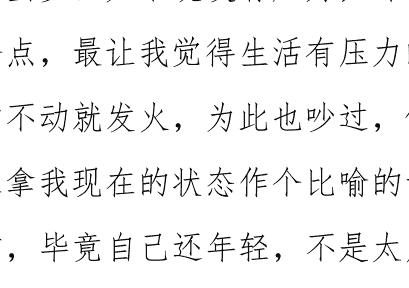 点，最让我觉得生活有压力
不动就发火，为此也吵过，
拿我现在的状态作个比喻的
，毕竟自己还年轻，不是太